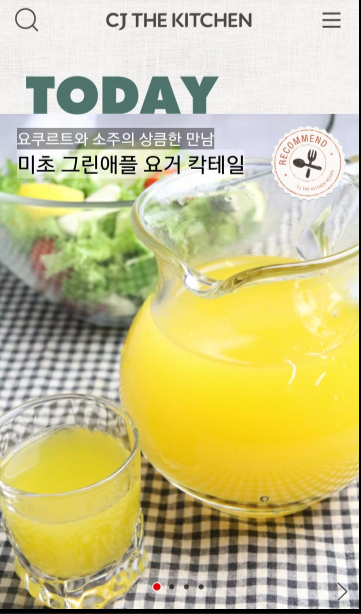 CJ THE KITCHEN
TODAY
요쿠르트와 소주의 상큼한 만남
미초 그린애플 요거 칵테일
RECOMMEND